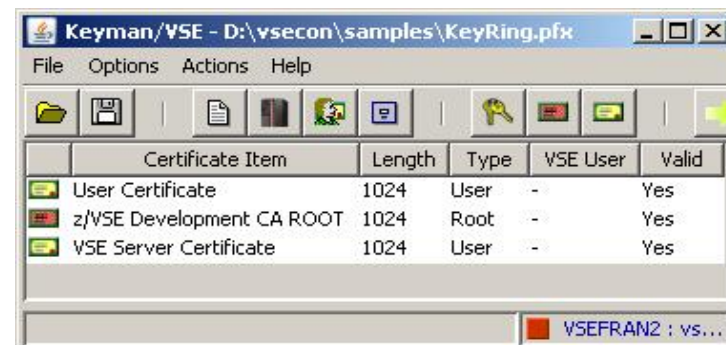 Keyman/VSE - D:\vsecon\samples\KeyRing.pfx
File Options Actions Help
Certificate Item Length Type VSE User Valid
User Certificate 1024 User - Yes
z/VSE Development CA ROOT 1024 Root - Yes
VSE Server Certificate 1024 User - Yes
VSEFRAN2 : vs...